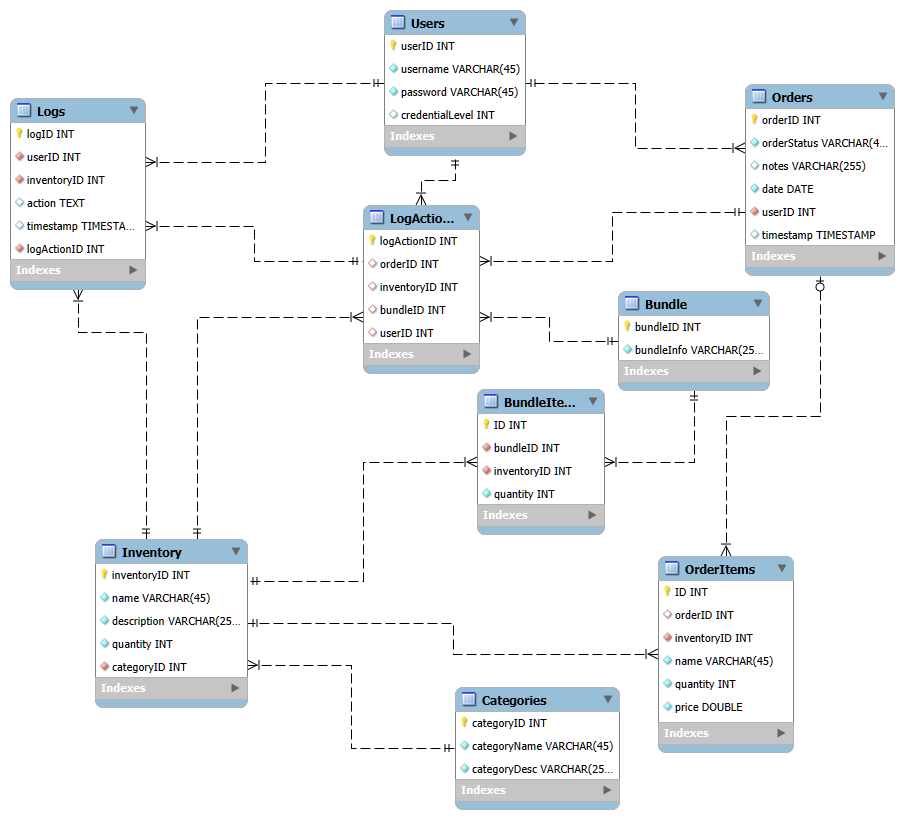 Users
userID INT
username VARCHAR(45)
password VARCHAR(45)
credentialLevel INT
Indexes
Logs
logID INT
userID INT
inventoryID INT
action TEXT
timestamp TIMESTA...
logActionID INT
Indexes
Orders
orderID INT
orderStatus VARCHAR(4...
notes VARCHAR(255)
date DATE
userID INT
timestamp TIMESTAMP
Indexes
LogActio...
logActionID INT
orderID INT
inventoryID INT
bundleID INT
userID INT
Indexes
Bundle
bundleID INT
bundleInfo VARCHAR(25...
Indexes
BundleIte...
ID INT
bundleID INT
inventoryID INT
quantity INT
Indexes
Inventory
inventoryID INT
name VARCHAR(45)
description VARCHAR(25...
quantity INT
categoryID INT
Indexes
OrderItems
ID INT
orderID INT
inventoryID INT
name VARCHAR(45)
quantity INT
price DOUBLE
Indexes
Categories
categoryID INT
categoryName VARCHAR(45)
categoryDesc VARCHAR(25...
Indexes